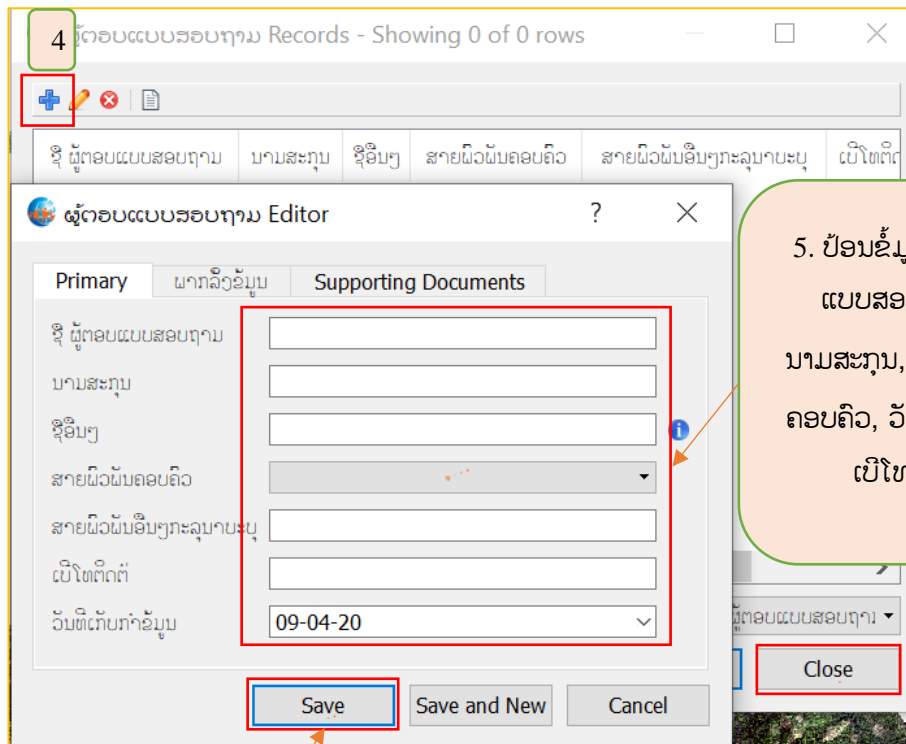 4
ຜູ້ຕອບແບບສອບຖາມ Records - Showing 0 of 0 rows
ຊື່ ຜູ້ຕອບແບບສອບຖາມ ນາມສະກຸນ ຊື່ອື່ນໆ ສາຍພົວພັນຄອບຄົວ ສາຍພົວພັນອື່ນໆກະລຸນາບະບຸ ເບີໂທຕິດ
ຜູ້ຕອບແບບສອບຖາມ Editor
Primary ພາກລົງຂໍ້ມູນ Supporting Documents
ຊື່ ຜູ້ຕອບແບບສອບຖາມ
ນາມສະກຸນ
ຊື່ອື່ນໆ
ສາຍພົວພັນຄອບຄົວ
ສາຍພົວພັນອື່ນໆກະລຸນາບະບຸ
ເບີໂທຕິດຕໍ່
ວັນທີເກັບກຳຂໍ້ມູນ 09-04-20
Save Save and New Cancel
5. ປ້ອນຂໍ້ມູ
ແບບສອ
ນາມສະກຸນ,
ຄອບຄົວ, ວັ
ເບີໂທ
ຜູ້ຕອບແບບສອບຖາ
Close